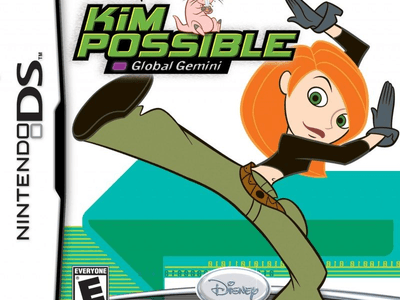 NINTENDO DS
KIM
POSSIBLE
Global Gemini
EVERYONE
E
Disney